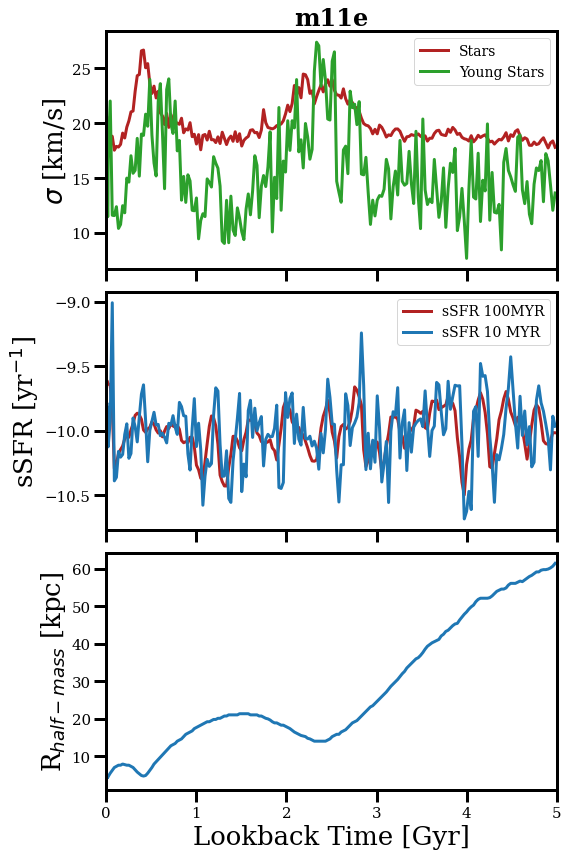 m11e
Stars
Young Stars
σ [km/s]
25
20
15
10
sSFR 100MYR
sSFR 10 MYR
sSFR [yr⁻¹]
−9.0
−9.5
−10.0
−10.5
R_{half−mass} [kpc]
60
50
40
30
20
10
0 1 2 3 4 5
Lookback Time [Gyr]